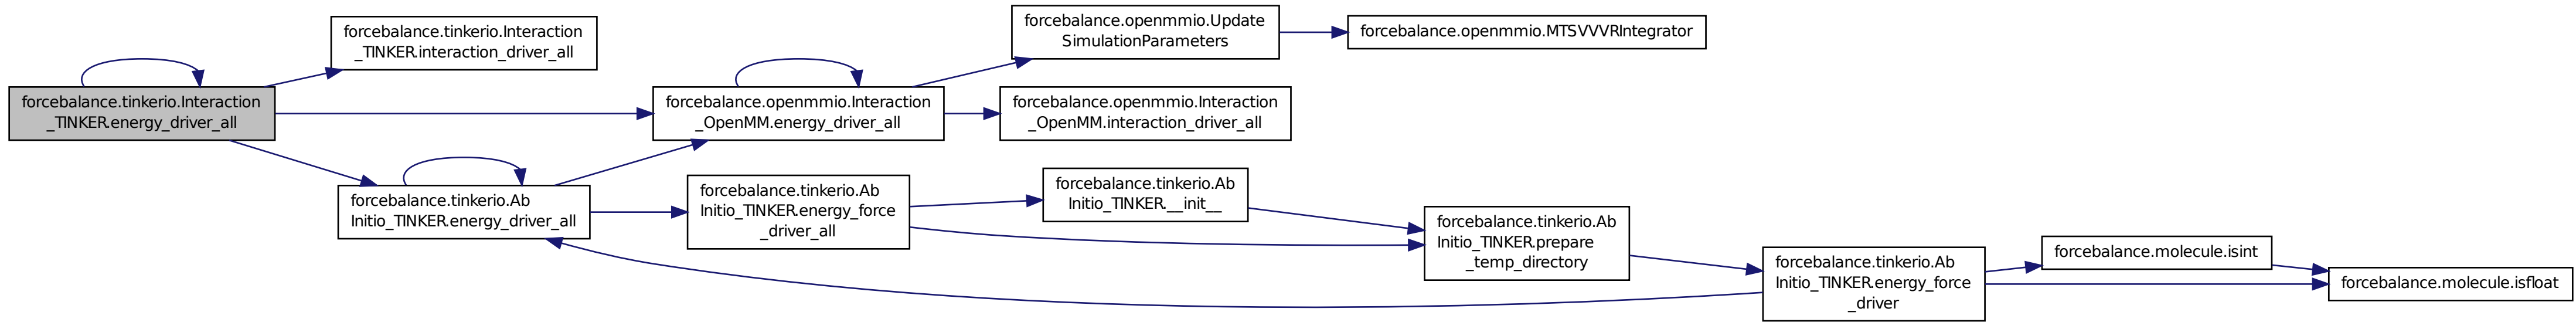 forcebalance.tinkerio.Interaction
_TINKER.energy_driver_all
forcebalance.tinkerio.Interaction
_TINKER.interaction_driver_all
forcebalance.openmmio.Interaction
_OpenMM.energy_driver_all
forcebalance.openmmio.Update
SimulationParameters
forcebalance.openmmio.MTSVVVRIntegrator
forcebalance.openmmio.Interaction
_OpenMM.interaction_driver_all
forcebalance.tinkerio.Ab
Initio_TINKER.energy_driver_all
forcebalance.tinkerio.Ab
Initio_TINKER.energy_force
_driver_all
forcebalance.tinkerio.Ab
Initio_TINKER.__init__
forcebalance.tinkerio.Ab
Initio_TINKER.prepare
_temp_directory
forcebalance.tinkerio.Ab
Initio_TINKER.energy_force
_driver
forcebalance.molecule.isint
forcebalance.molecule.isfloat